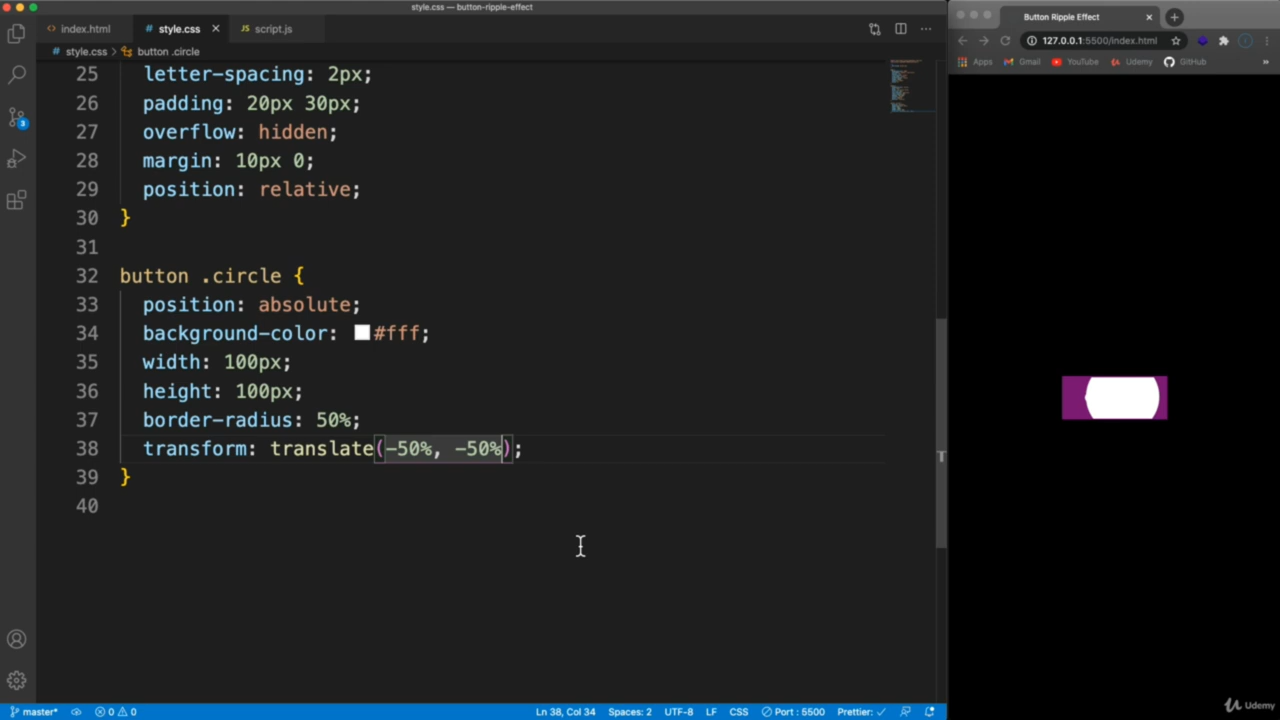 style.css — button-ripple-effect
index.html
style.css
JS script.js
style.css > button .circle
25 letter-spacing: 2px;
26 padding: 20px 30px;
27 overflow: hidden;
28 margin: 10px 0;
29 position: relative;
30 }
31
32 button .circle {
33 position: absolute;
34 background-color: #fff;
35 width: 100px;
36 height: 100px;
37 border-radius: 50%;
38 transform: translate(-50%, -50%);
39 }
40
3
master* 0 0 Ln 38, Col 34 Spaces: 2 UTF-8 LF CSS Port : 5500 Prettier: ✓
Button Ripple Effect
127.0.0.1:5500/index.html
Apps Gmail YouTube Udemy GitHub »
Udemy